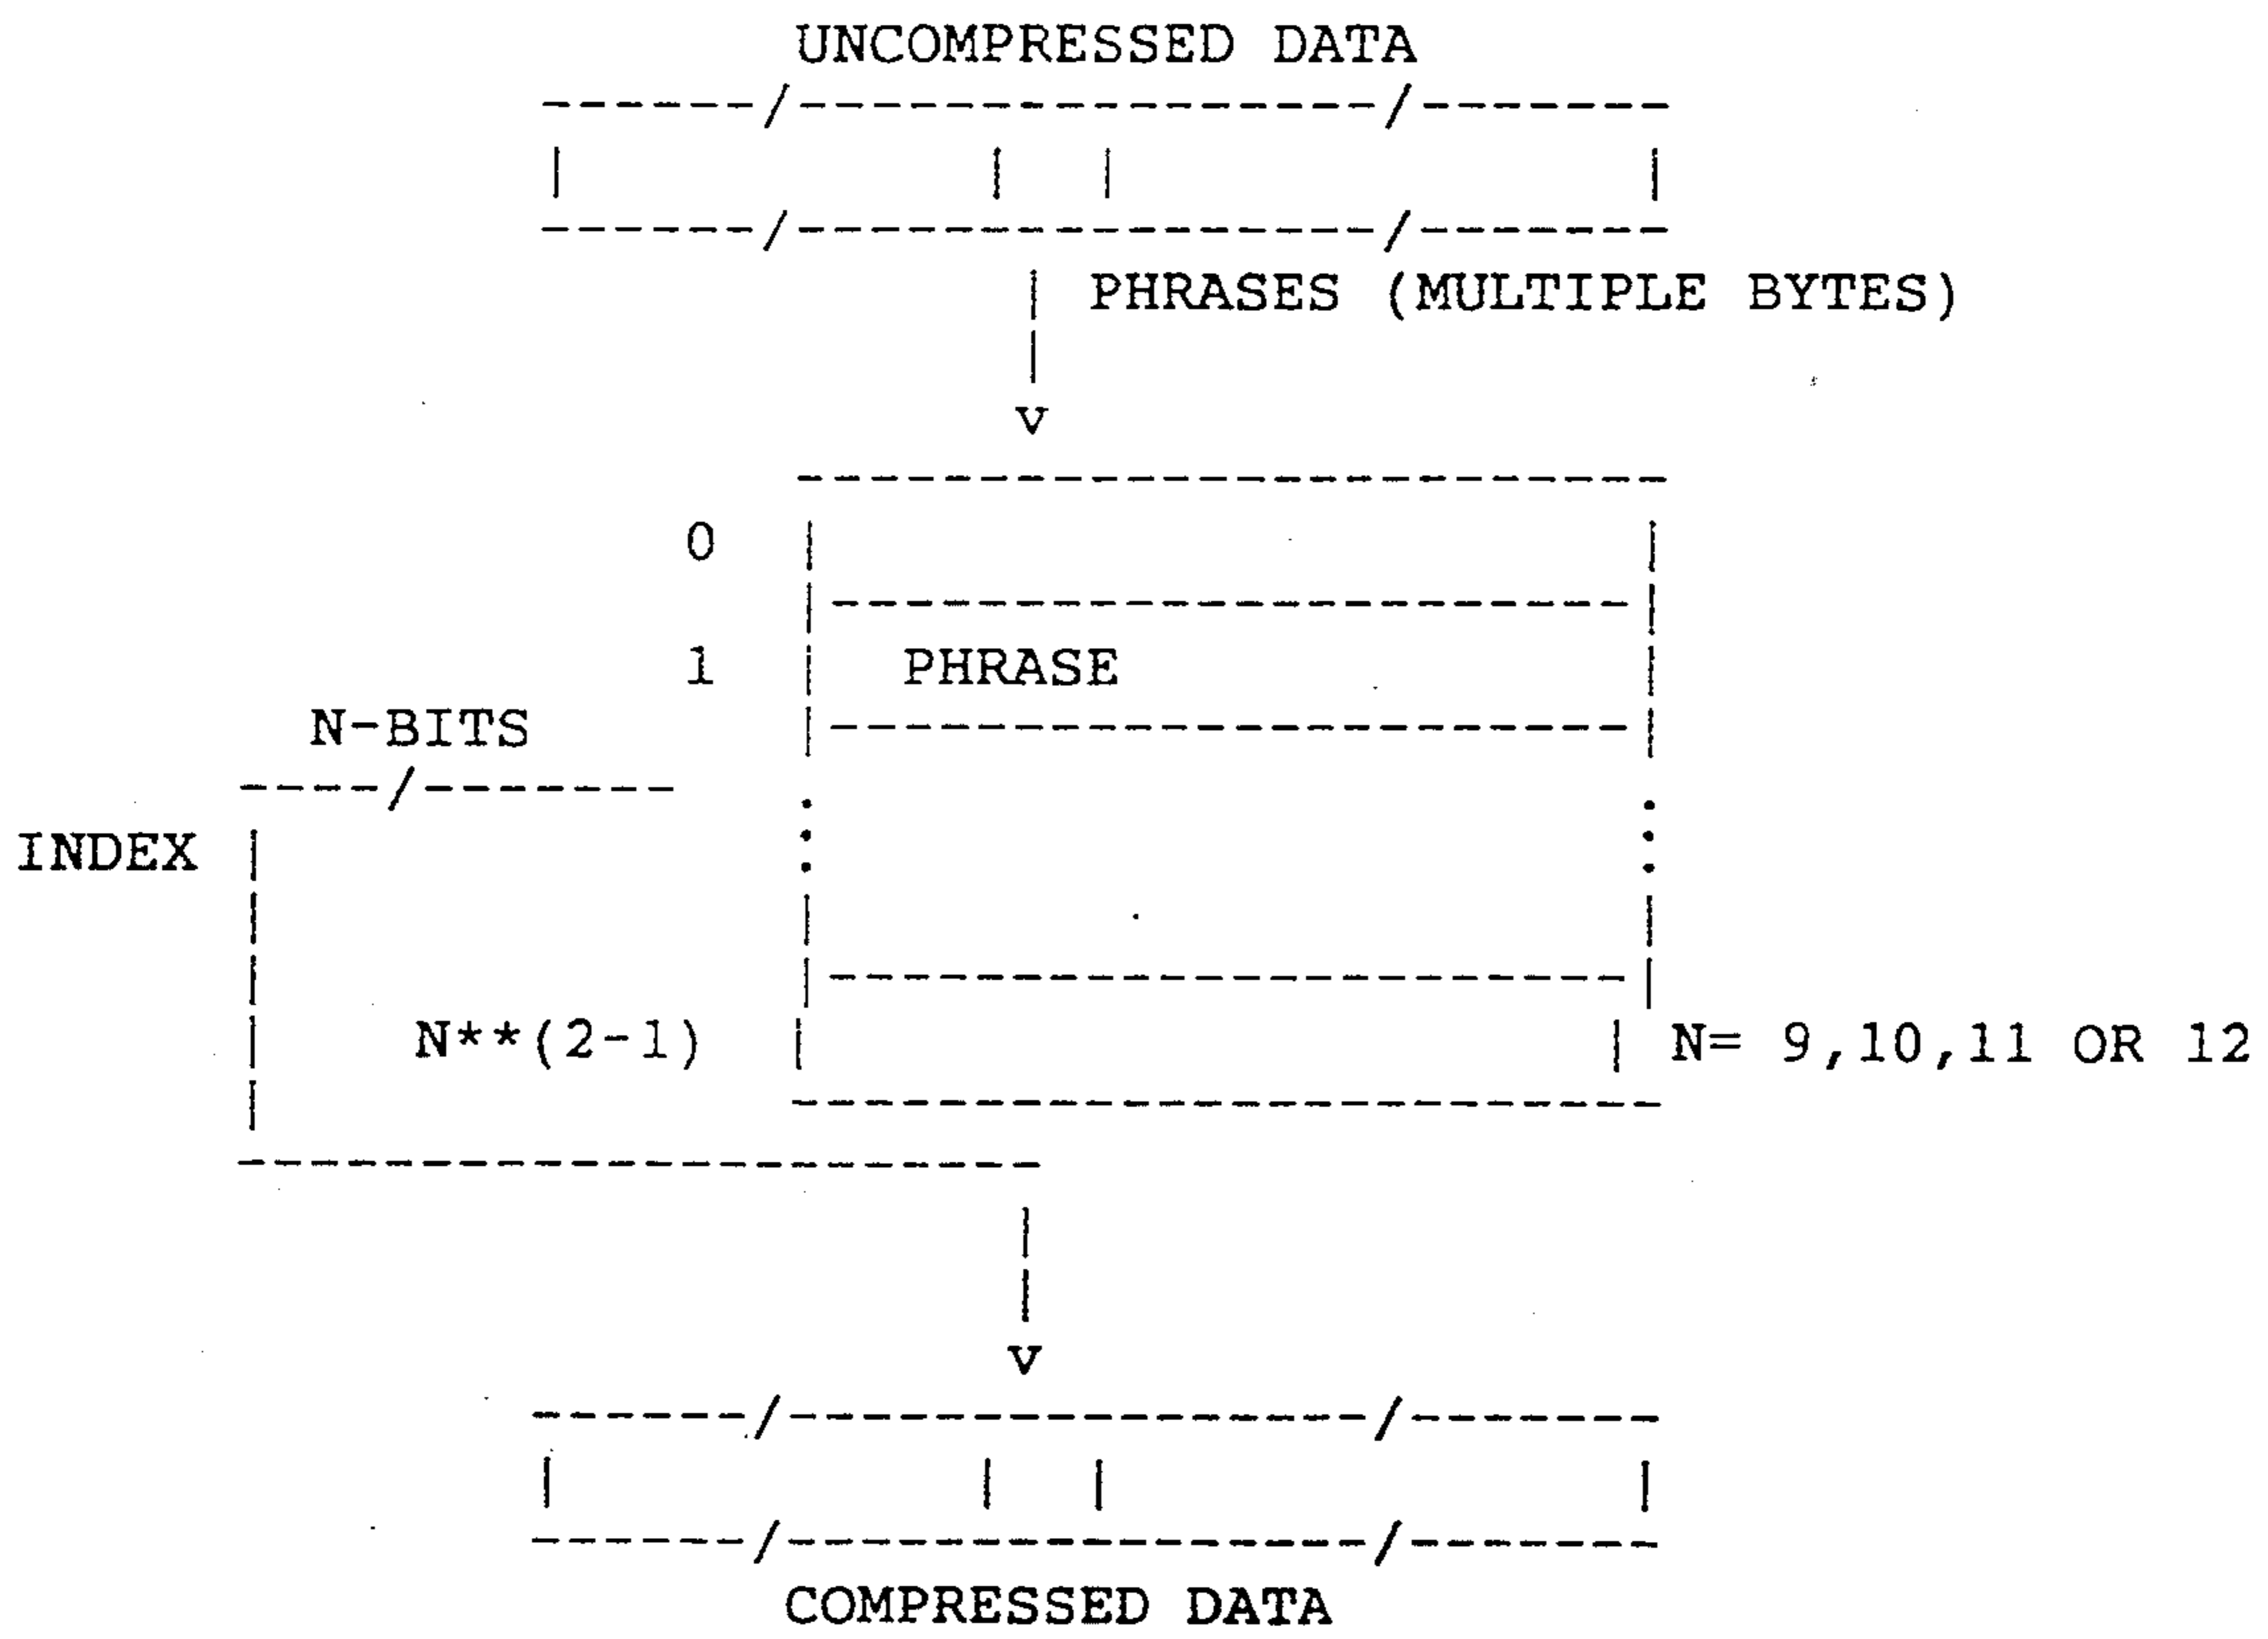 UNCOMPRESSED DATA
PHRASES (MULTIPLE BYTES)
v
0
1 PHRASE
N-BITS
INDEX
N**(2-1) N= 9,10,11 OR 12
v
COMPRESSED DATA